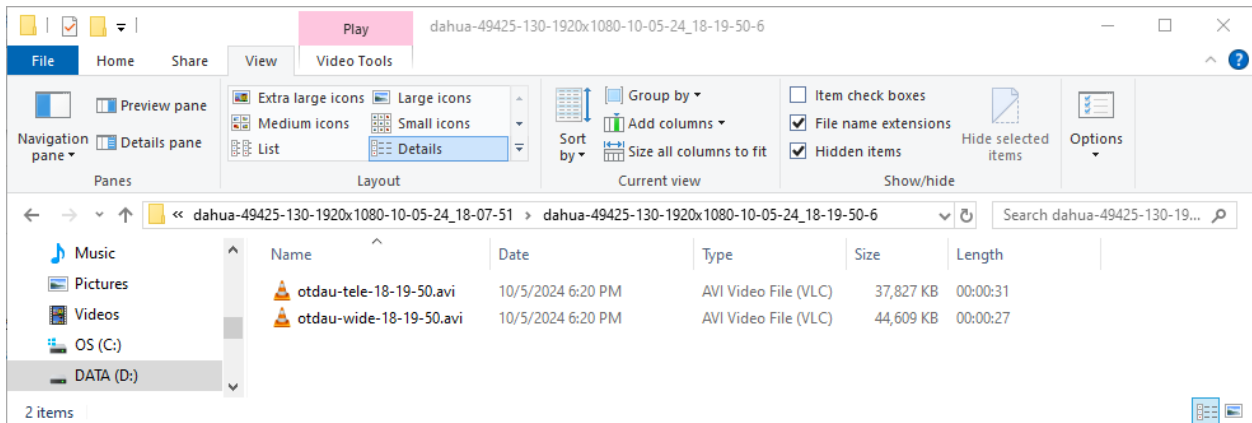 Play dahua-49425-130-1920x1080-10-05-24_18-19-50-6
File Home Share View Video Tools
Navigation pane
Preview pane
Details pane
Panes
Extra large icons Large icons
Medium icons Small icons
List Details
Layout
Sort by
Group by
Add columns
Size all columns to fit
Current view
Item check boxes
File name extensions
Hidden items
Hide selected items
Show/hide
Options
« dahua-49425-130-1920x1080-10-05-24_18-07-51 › dahua-49425-130-1920x1080-10-05-24_18-19-50-6
Search dahua-49425-130-19...
Music
Pictures
Videos
OS (C:)
DATA (D:)
Name Date Type Size Length
otdau-tele-18-19-50.avi 10/5/2024 6:20 PM AVI Video File (VLC) 37,827 KB 00:00:31
otdau-wide-18-19-50.avi 10/5/2024 6:20 PM AVI Video File (VLC) 44,609 KB 00:00:27
2 items